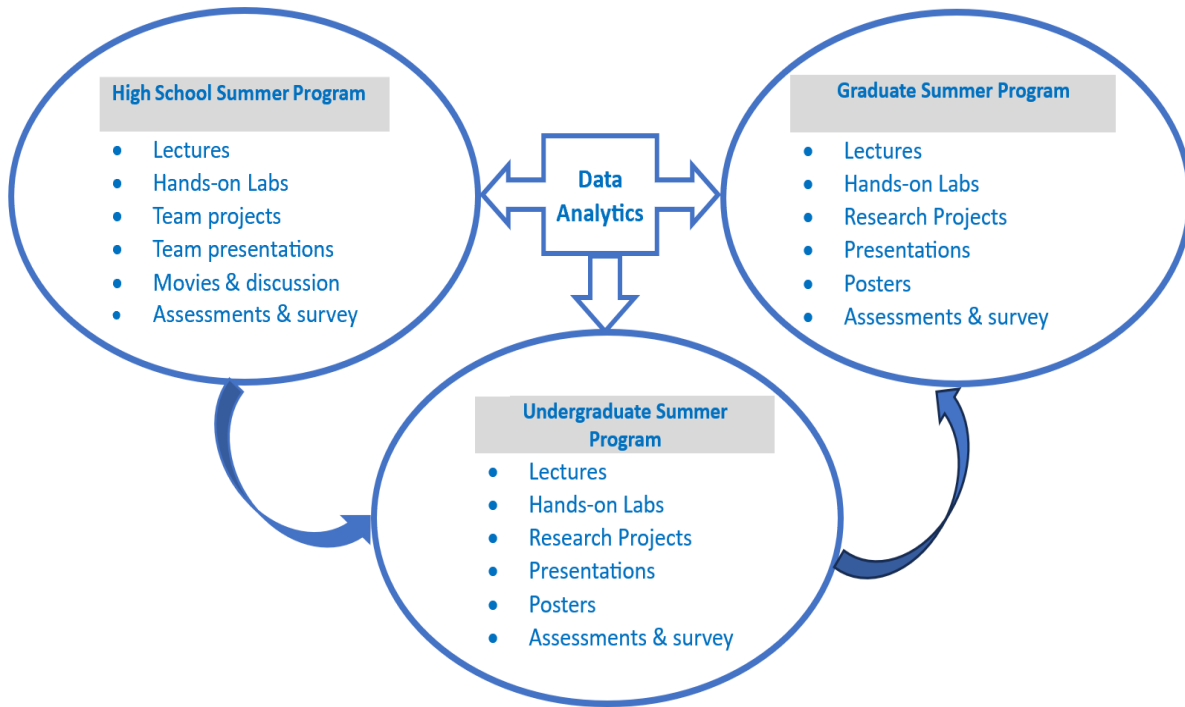 High School Summer Program
• Lectures
• Hands-on Labs
• Team projects
• Team presentations
• Movies & discussion
• Assessments & survey
Data
Analytics
Graduate Summer Program
• Lectures
• Hands-on Labs
• Research Projects
• Presentations
• Posters
• Assessments & survey
Undergraduate Summer
Program
• Lectures
• Hands-on Labs
• Research Projects
• Presentations
• Posters
• Assessments & survey